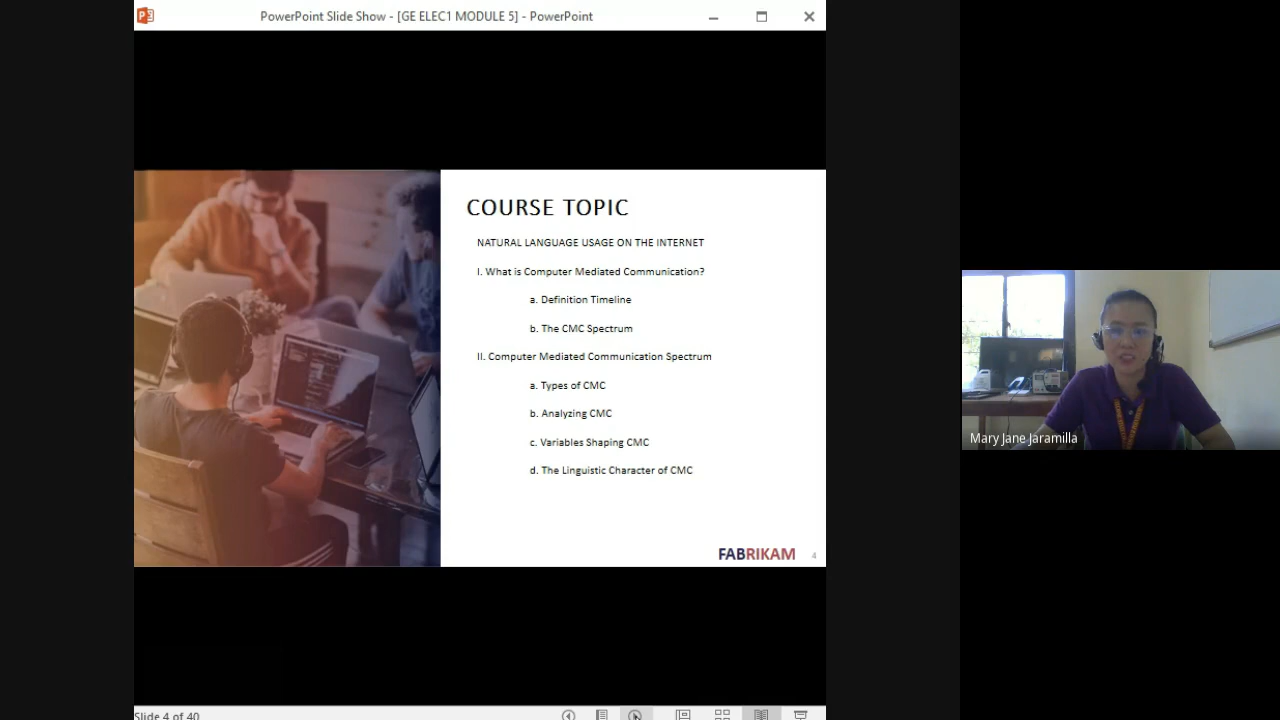 PowerPoint Slide Show - [GE ELEC1 MODULE 5] - PowerPoint
COURSE TOPIC
NATURAL LANGUAGE USAGE ON THE INTERNET
I. What is Computer Mediated Communication?
a. Definition Timeline
b. The CMC Spectrum
II. Computer Mediated Communication Spectrum
a. Types of CMC
b. Analyzing CMC
c. Variables Shaping CMC
d. The Linguistic Character of CMC
FABRIKAM
4
Mary Jane Jaramilla
Slide 4 of 40